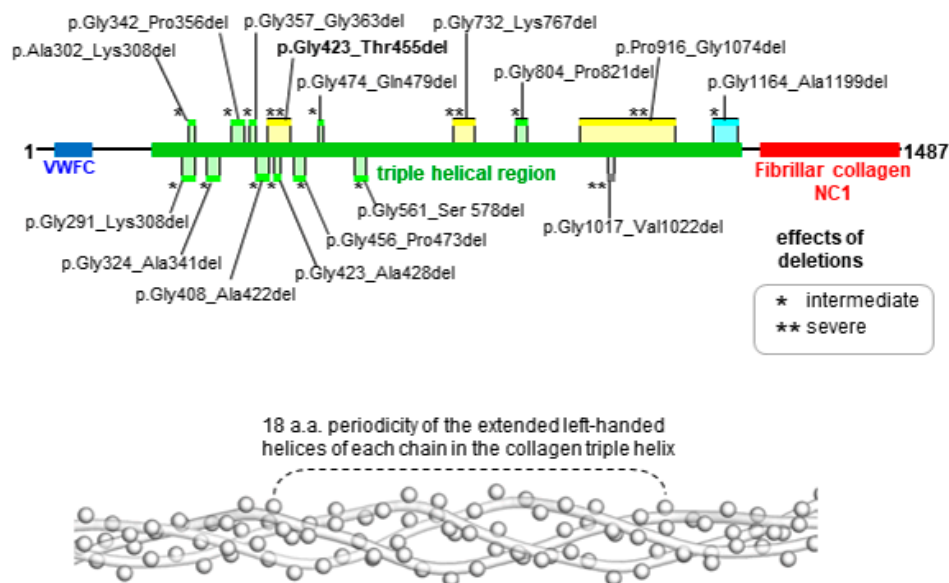 p.Gly342_Pro356del
p.Gly357_Gly363del
p.Gly732_Lys767del
p.Ala302_Lys308del
p.Gly423_Thr455del
p.Pro916_Gly1074del
p.Gly474_Gln479del
p.Gly804_Pro821del
p.Gly1164_Ala1199del
* * * * * * * * * * * * *
1
1487
VWFC
triple helical region
Fibrillar collagen
NC1
* * * * * * * *
p.Gly291_Lys308del
p.Gly561_Ser 578del
p.Gly1017_Val1022del
p.Gly456_Pro473del
p.Gly324_Ala341del
p.Gly423_Ala428del
p.Gly408_Ala422del
effects of
deletions
* intermediate
** severe
18 a.a. periodicity of the extended left-handed
helices of each chain in the collagen triple helix